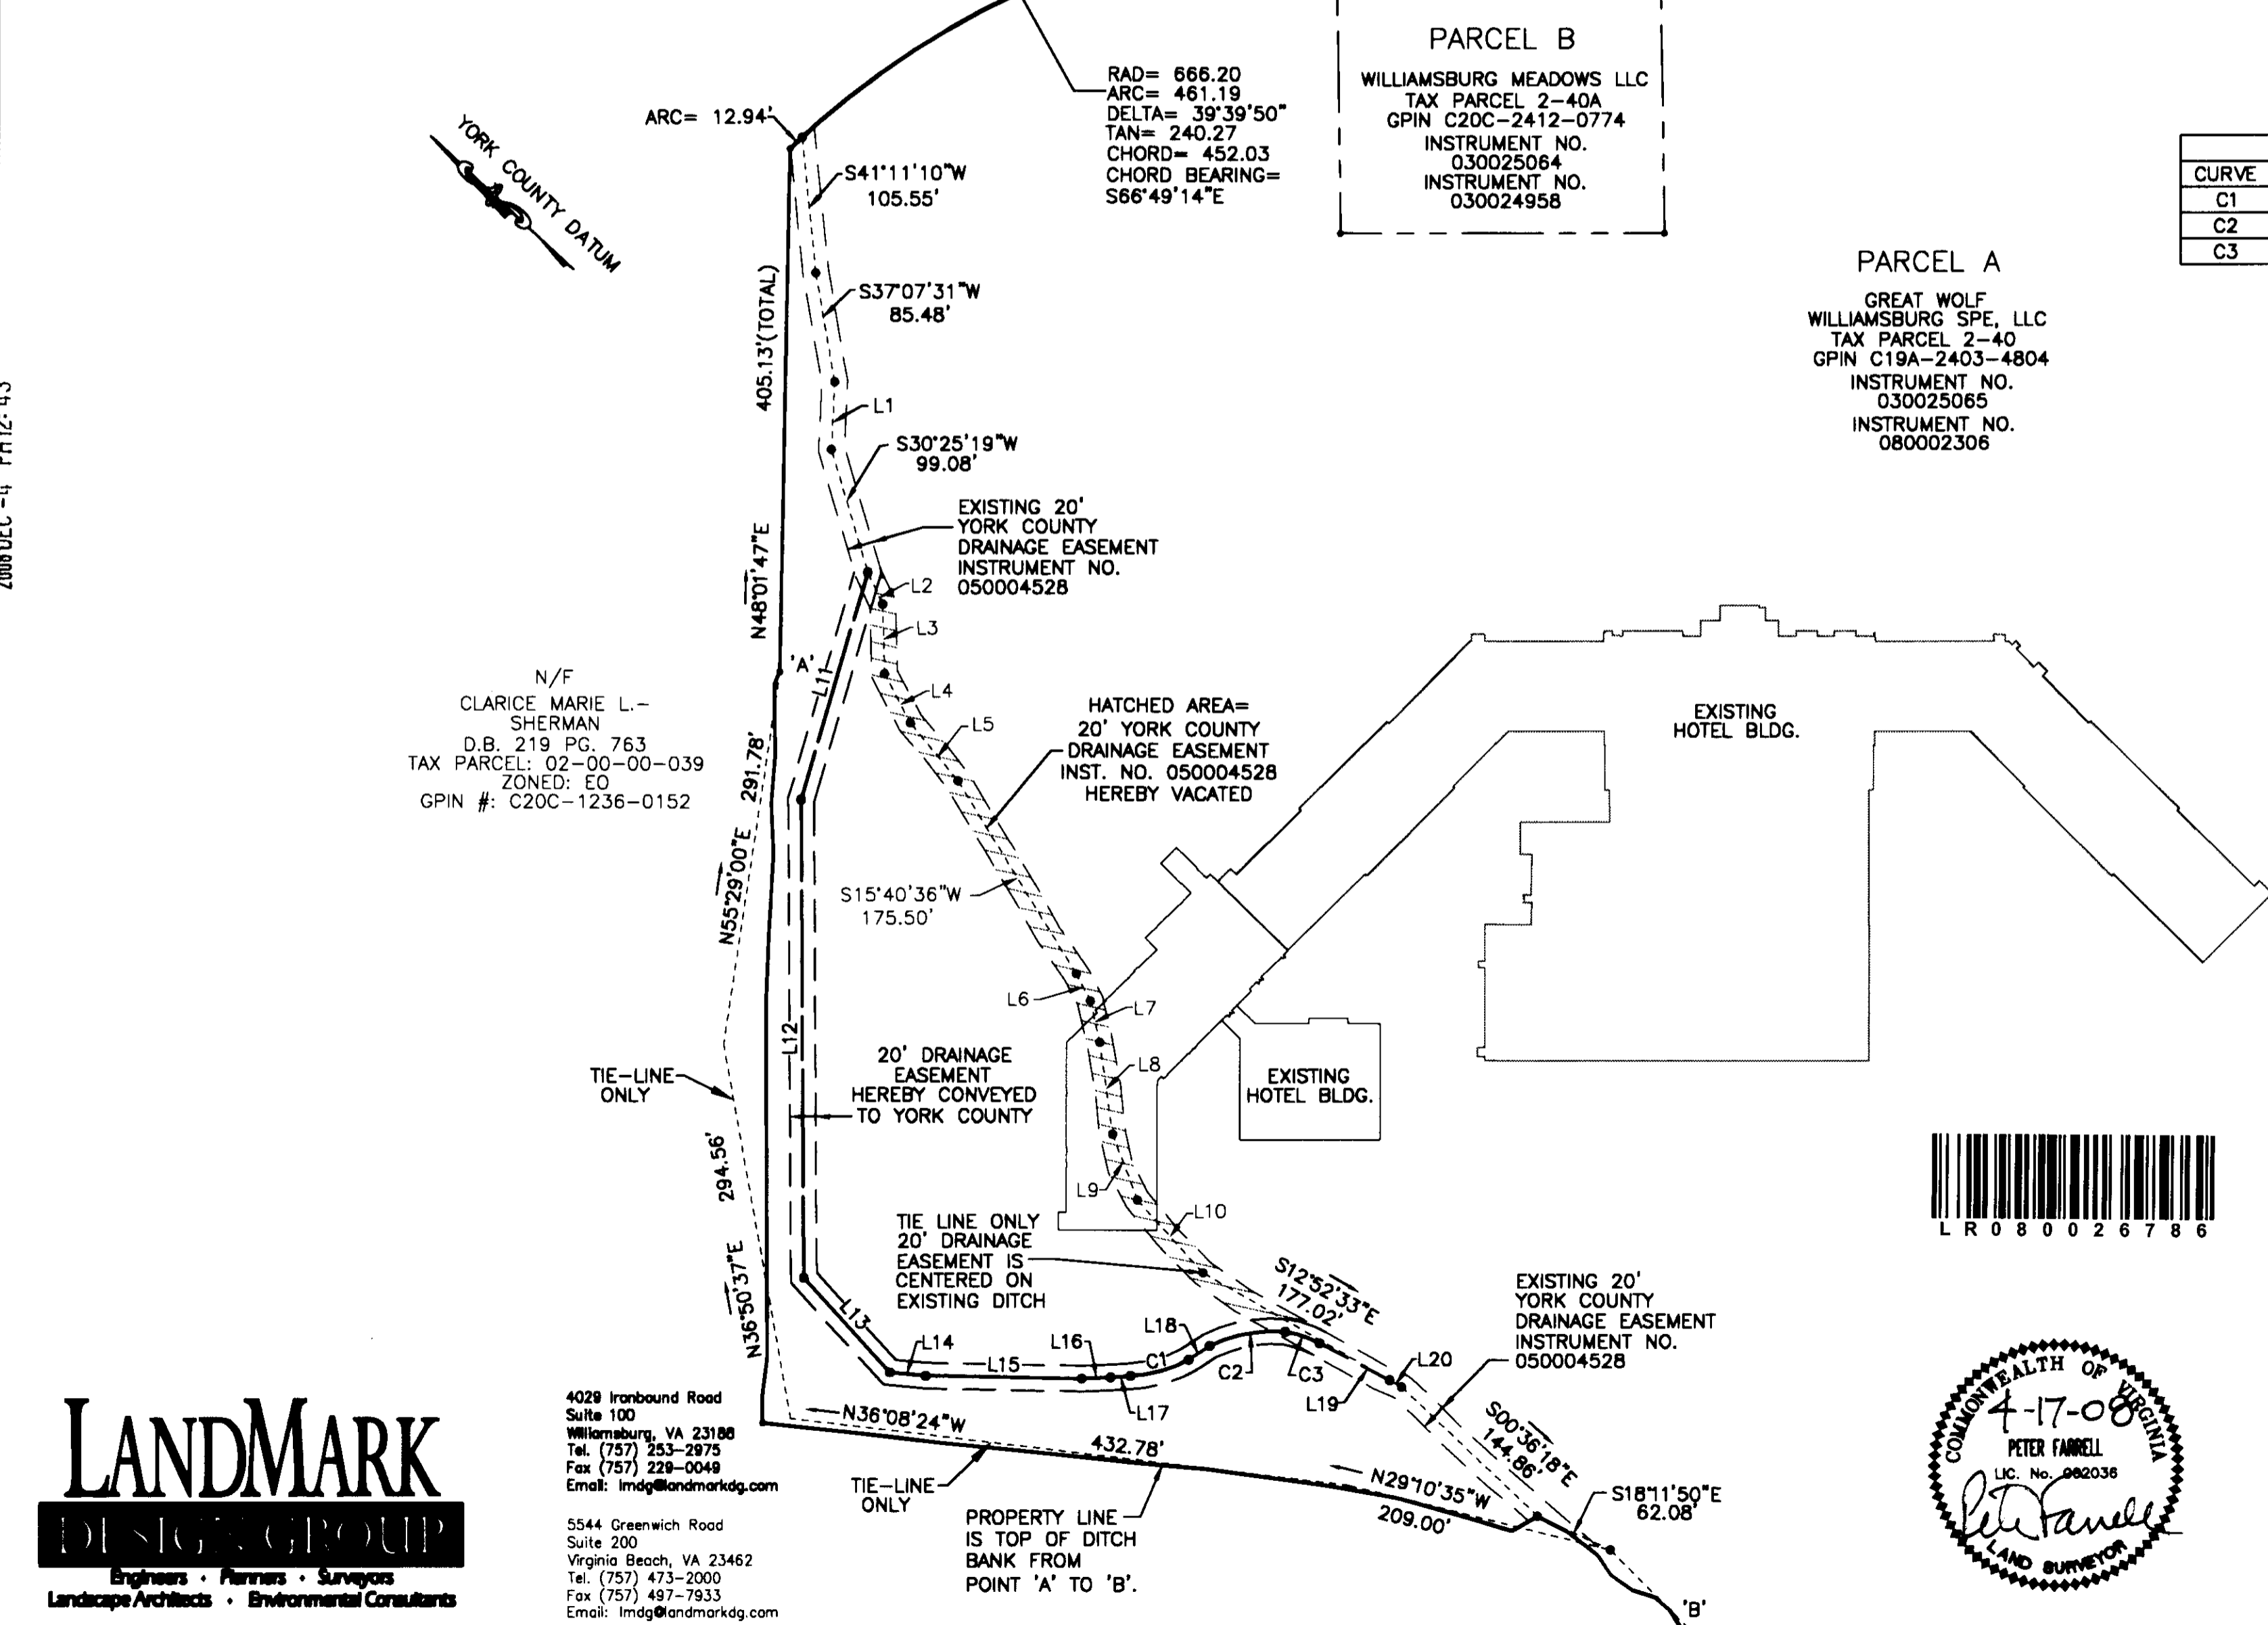 RAD= 666.20
ARC= 461.19
DELTA= 39°39'50"
TAN= 240.27
CHORD= 452.03
CHORD BEARING=
S66°49'14"E
PARCEL B
WILLIAMSBURG MEADOWS LLC
TAX PARCEL 2-40A
GPIN C20C-2412-0774
INSTRUMENT NO.
030025064
INSTRUMENT NO.
030024958
CURVE
C1
C2
C3
PARCEL A
GREAT WOLF
WILLIAMSBURG SPE, LLC
TAX PARCEL 2-40
GPIN C19A-2403-4804
INSTRUMENT NO.
030025065
INSTRUMENT NO.
080002306
ARC= 12.94'
YORK COUNTY DATUM
S41°11'10"W
105.55'
S37°07'31"W
85.48'
405.13'(TOTAL)
L1
S30°25'19"W
99.08'
N48°01'47"E
EXISTING 20'
YORK COUNTY
DRAINAGE EASEMENT
INSTRUMENT NO.
050004528
L2
L3
2008 DEC -4 PM 12:43
N/F
CLARICE MARIE L.-
SHERMAN
D.B. 219 PG. 763
TAX PARCEL: 02-00-00-039
ZONED: EO
GPIN #: C20C-1236-0152
'A'
L11
L4
L5
HATCHED AREA=
20' YORK COUNTY
DRAINAGE EASEMENT
INST. NO. 050004528
HEREBY VACATED
EXISTING
HOTEL BLDG.
291.78'
N55°29'00"E
S15°40'36"W
175.50'
L6
L7
L8
L12
20' DRAINAGE
EASEMENT
HEREBY CONVEYED
TO YORK COUNTY
TIE-LINE
ONLY
EXISTING
HOTEL BLDG.
294.56'
N36°50'37"E
L9
L10
TIE LINE ONLY
20' DRAINAGE
EASEMENT IS
CENTERED ON
EXISTING DITCH
S12°52'33"E
177.02'
LR080026786
L13
L14
L15
L16
L17
L18
C1
C2
C3
L19
L20
EXISTING 20'
YORK COUNTY
DRAINAGE EASEMENT
INSTRUMENT NO.
050004528
N36°08'24"W
432.78'
TIE-LINE
ONLY
PROPERTY LINE
IS TOP OF DITCH
BANK FROM
POINT 'A' TO 'B'.
N29°10'35"W
209.00'
S00°36'18"E
144.86'
S18°11'50"E
62.08'
'B'
LANDMARK
DESIGN GROUP
Engineers • Planners • Surveyors
Landscape Architects • Environmental Consultants
4029 Ironbound Road
Suite 100
Williamsburg, VA 23188
Tel. (757) 253-2975
Fax (757) 229-0049
Email: lmdg@landmarkdg.com
5544 Greenwich Road
Suite 200
Virginia Beach, VA 23462
Tel. (757) 473-2000
Fax (757) 497-7933
Email: lmdg@landmarkdg.com
COMMONWEALTH OF VIRGINIA
4-17-08
PETER FARRELL
LIC. No. 002036
Pete Farrell
LAND SURVEYOR